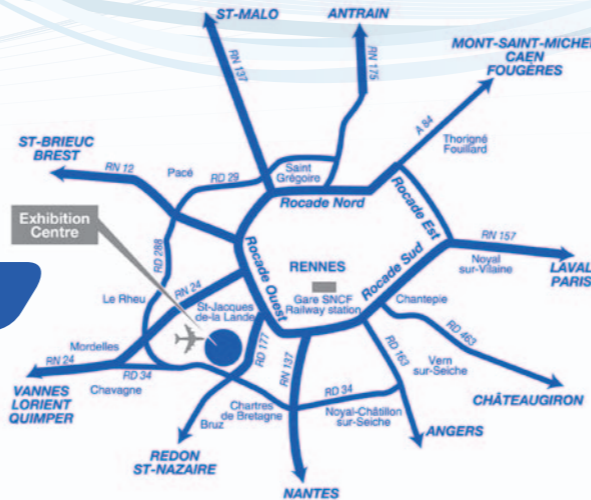 ST-MALO
ANTRAIN
RN 137
RN 175
MONT-SAINT-MICHEL
CAEN
FOUGÈRES
A 84
Thorigné
Fouillard
ST-BRIEUC
BREST
RN 12
Pacé
RD 29
Saint
Grégoire
Rocade Nord
Rocade Est
Exhibition
Centre
RD 288
Rocade Ouest
RENNES
Gare SNCF
Railway station
Rocade Sud
RN 157
Noyal
sur-Vilaine
LAVAL
PARIS
Le Rheu
RN 24
St-Jacques
de-la Lande
Chantepie
RD 463
Mordelles
RN 24
RD 34
Chavagne
RD 177
RN 137
RD 163
Vern
sur-Seiche
VANNES
LORIENT
QUIMPER
Bruz
Chartres
de Bretagne
RD 34
Noyal-Châtillon
sur-Seiche
CHÂTEAUGIRON
ANGERS
REDON
ST-NAZAIRE
NANTES